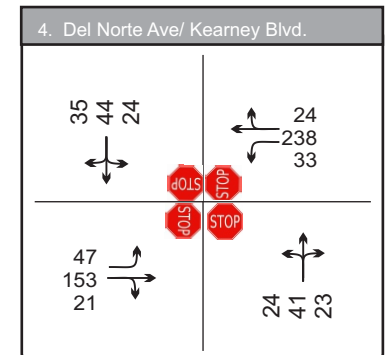 4. Del Norte Ave/ Kearney Blvd.
35
44
24
24
238
33
STOP
STOP
STOP
STOP
47
153
21
24
41
23